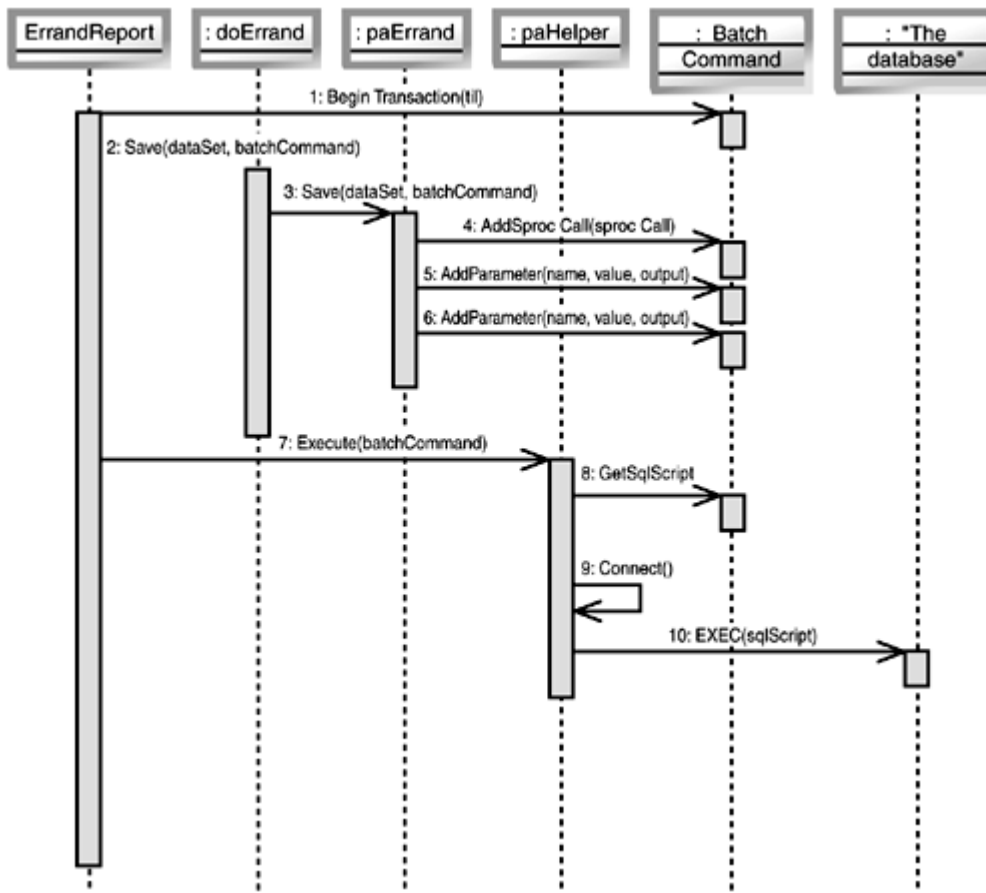 ErrandReport
: doErrand
: paErrand
: paHelper
: Batch
Command
: "The
database"
1: Begin Transaction(til)
2: Save(dataSet, batchCommand)
3: Save(dataSet, batchCommand)
4: AddSproc Call(sproc Call)
5: AddParameter(name, value, output)
6: AddParameter(name, value, output)
7: Execute(batchCommand)
8: GetSqlScript
9: Connect()
10: EXEC(sqlScript)